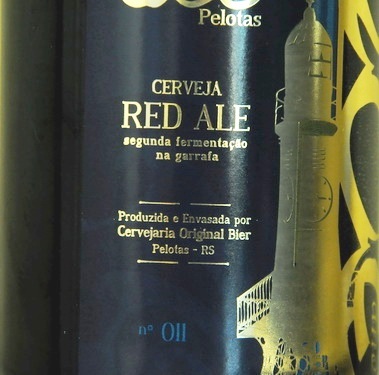 Pelotas
CERVEJA
RED ALE
segunda fermentação
na garrafa
Produzida e Envasada por
Cervejaria Original Bier
Pelotas - RS
nº 011